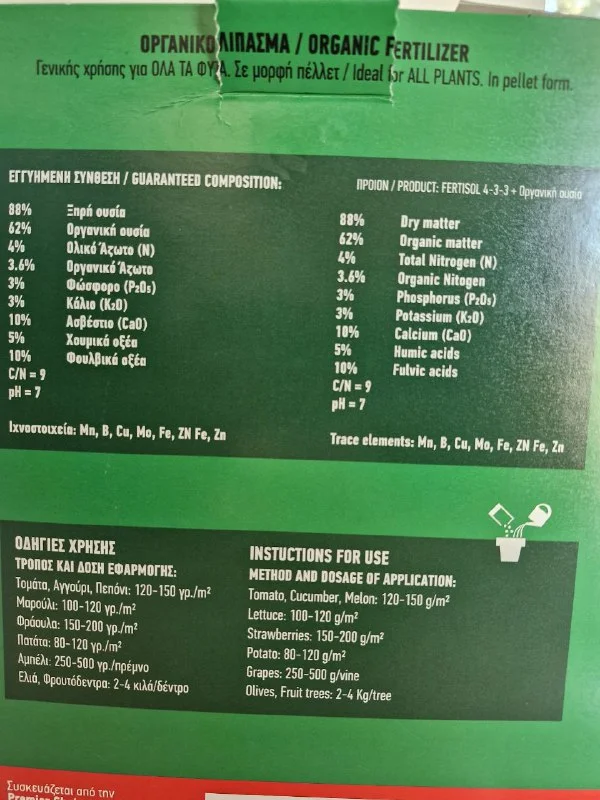 ΟΡΓΑΝΙΚΟ ΛΙΠΑΣΜΑ / ORGANIC FERTILIZER
Γενικής χρήσης για ΟΛΑ ΤΑ ΦΥΤΑ. Σε μορφή πέλλετ / Ideal for ALL PLANTS. In pellet form.
ΕΓΓΥΗΜΕΝΗ ΣΥΝΘΕΣΗ / GUARANTEED COMPOSITION:
ΠΡΟΙΟΝ / PRODUCT: FERTISOL 4-3-3 + Οργανική ουσία
88% Ξηρή ουσία
62% Οργανική ουσία
4% Ολικό Άζωτο (N)
3.6% Οργανικό Άζωτο
3% Φώσφορο (P₂O₅)
3% Κάλιο (K₂O)
10% Ασβέστιο (CaO)
5% Χουμικά οξέα
10% Φουλβικά οξέα
C/N = 9
pH = 7
Ιχνοστοιχεία: Mn, B, Cu, Mo, Fe, ZN Fe, Zn
88% Dry matter
62% Organic matter
4% Total Nitrogen (N)
3.6% Organic Nitogen
3% Phosphorus (P₂O₅)
3% Potassium (K₂O)
10% Calcium (CaO)
5% Humic acids
10% Fulvic acids
C/N = 9
pH = 7
Trace elements: Mn, B, Cu, Mo, Fe, ZN Fe, Zn
ΟΔΗΓΙΕΣ ΧΡΗΣΗΣ
ΤΡΟΠΟΣ ΚΑΙ ΔΟΣΗ ΕΦΑΡΜΟΓΗΣ:
Τομάτα, Αγγούρι, Πεπόνι: 120-150 γρ./m²
Μαρούλι: 100-120 γρ./m²
Φράουλα: 150-200 γρ./m²
Πατάτα: 80-120 γρ./m²
Αμπέλι: 250-500 γρ./πρέμνο
Ελιά, Φρουτόδεντρα: 2-4 κιλά/δέντρο
INSTUCTIONS FOR USE
METHOD AND DOSAGE OF APPLICATION:
Tomato, Cucumber, Melon: 120-150 g/m²
Lettuce: 100-120 g/m²
Strawberries: 150-200 g/m²
Potato: 80-120 g/m²
Grapes: 250-500 g/vine
Olives, Fruit trees: 2-4 Kg/tree
Συσκευάζεται από την